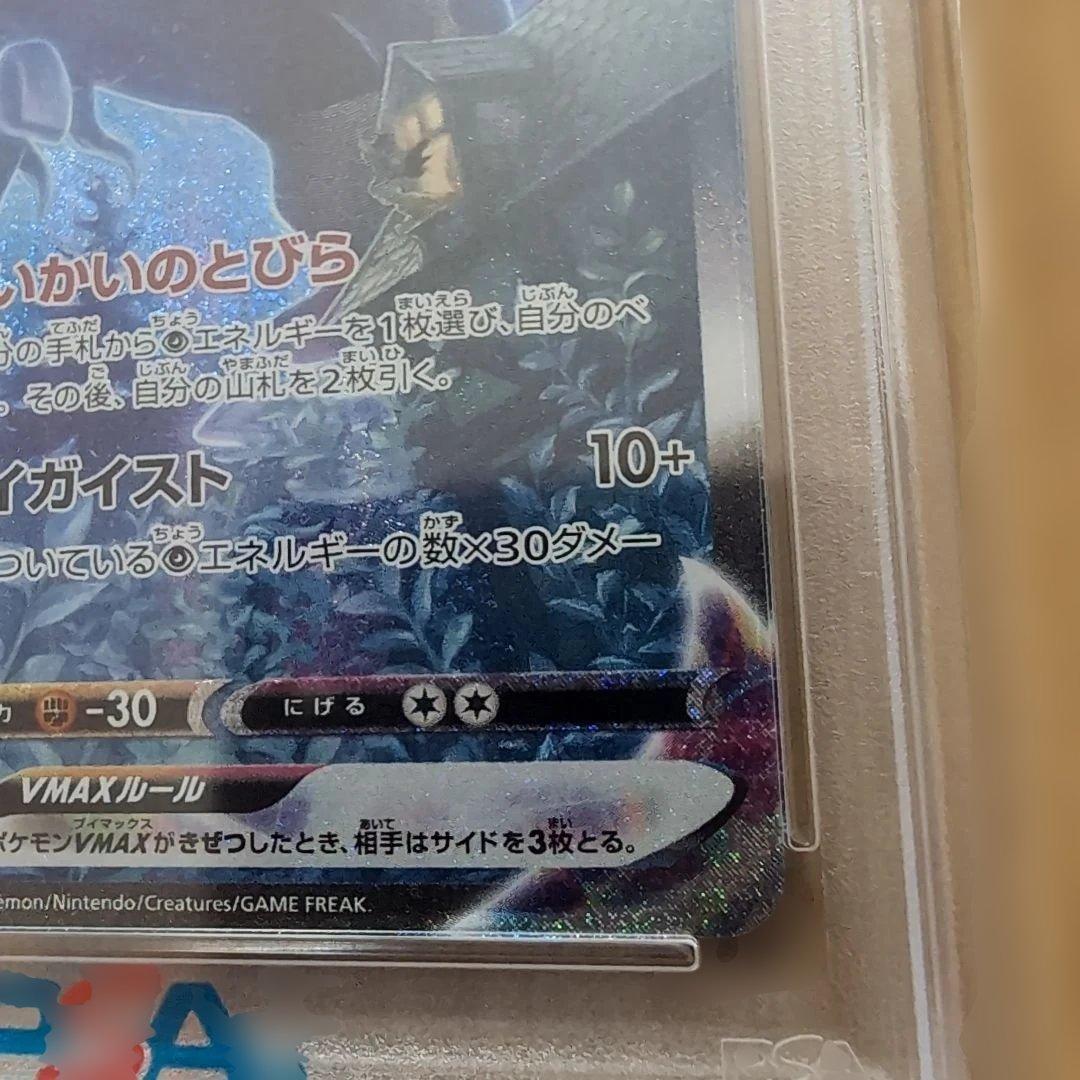 いかいのとびら
分の手札からエネルギーを1枚選び、自分のベ
。その後、自分の山札を2枚引く。
イガイスト 10+
ついているエネルギーの数×30ダメー
力 -30 にげる
VMAXルール
ポケモンVMAXがきぜつしたとき、相手はサイドを3枚とる。
émon/Nintendo/Creatures/GAME FREAK.
PSA